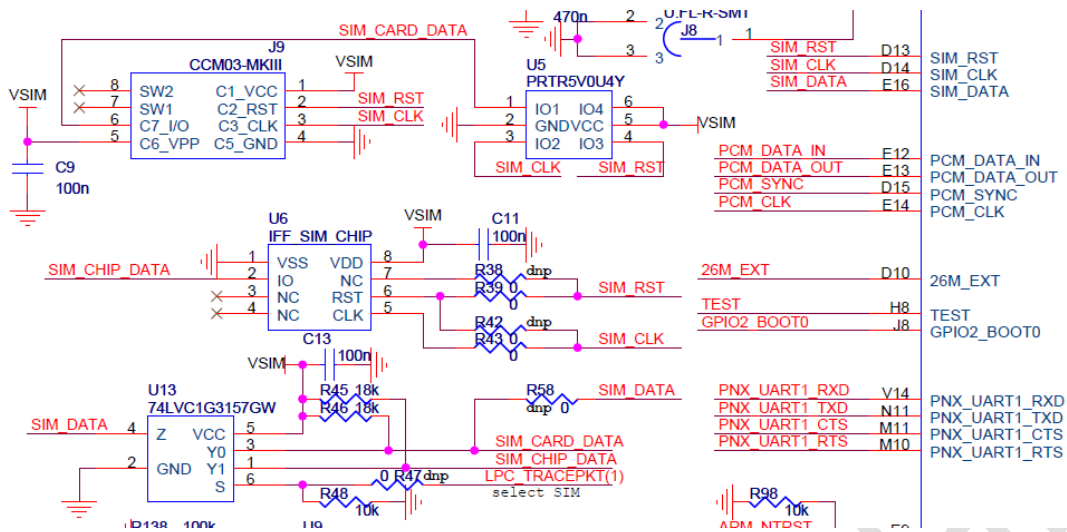 470n
2
2
U.FL-R-SMT
J8
1
1
3
3
SIM_CARD_DATA
J9
CCM03-MKIII
VSIM
VSIM
8
SW2
C1_VCC
1
7
SW1
C2_RST
2
SIM_RST
6
C7_I/O
C3_CLK
3
SIM_CLK
5
C6_VPP
C5_GND
4
C9
100n
U5
PRTR5V0U4Y
1
IO1
IO4
6
2
GND
VCC
5
VSIM
3
IO2
IO3
4
SIM_CLK
SIM_RST
SIM_RST
D13
SIM_RST
SIM_CLK
D14
SIM_CLK
SIM_DATA
E16
SIM_DATA
PCM_DATA_IN
E12
PCM_DATA_IN
PCM_DATA_OUT
E13
PCM_DATA_OUT
PCM_SYNC
D15
PCM_SYNC
PCM_CLK
E14
PCM_CLK
U6
IFF_SIM_CHIP
VSIM
C11
100n
1
VSS
VDD
8
SIM_CHIP_DATA
2
IO
NC
7
3
NC
RST
6
4
NC
CLK
5
R38
dnp
R39
0
SIM_RST
R42
dnp
R43
0
0
SIM_CLK
26M_EXT
D10
26M_EXT
TEST
H8
TEST
GPIO2_BOOT0
J8
GPIO2_BOOT0
C13
100n
VSIM
U13
74LVC1G3157GW
R45
18k
R46
18k
SIM_DATA
4
Z
VCC
5
Y0
3
2
GND
Y1
1
S
6
R58
dnp
0
SIM_DATA
SIM_CARD_DATA
SIM_CHIP_DATA
0
R47
dnp
LPC_TRACEPKT(1)
select SIM
R48
10k
PNX_UART1_RXD
V14
PNX_UART1_RXD
PNX_UART1_TXD
N11
PNX_UART1_TXD
PNX_UART1_CTS
M11
PNX_UART1_CTS
PNX_UART1_RTS
M10
PNX_UART1_RTS
R98
10k
R138
100k
U9
ARM_NTRST